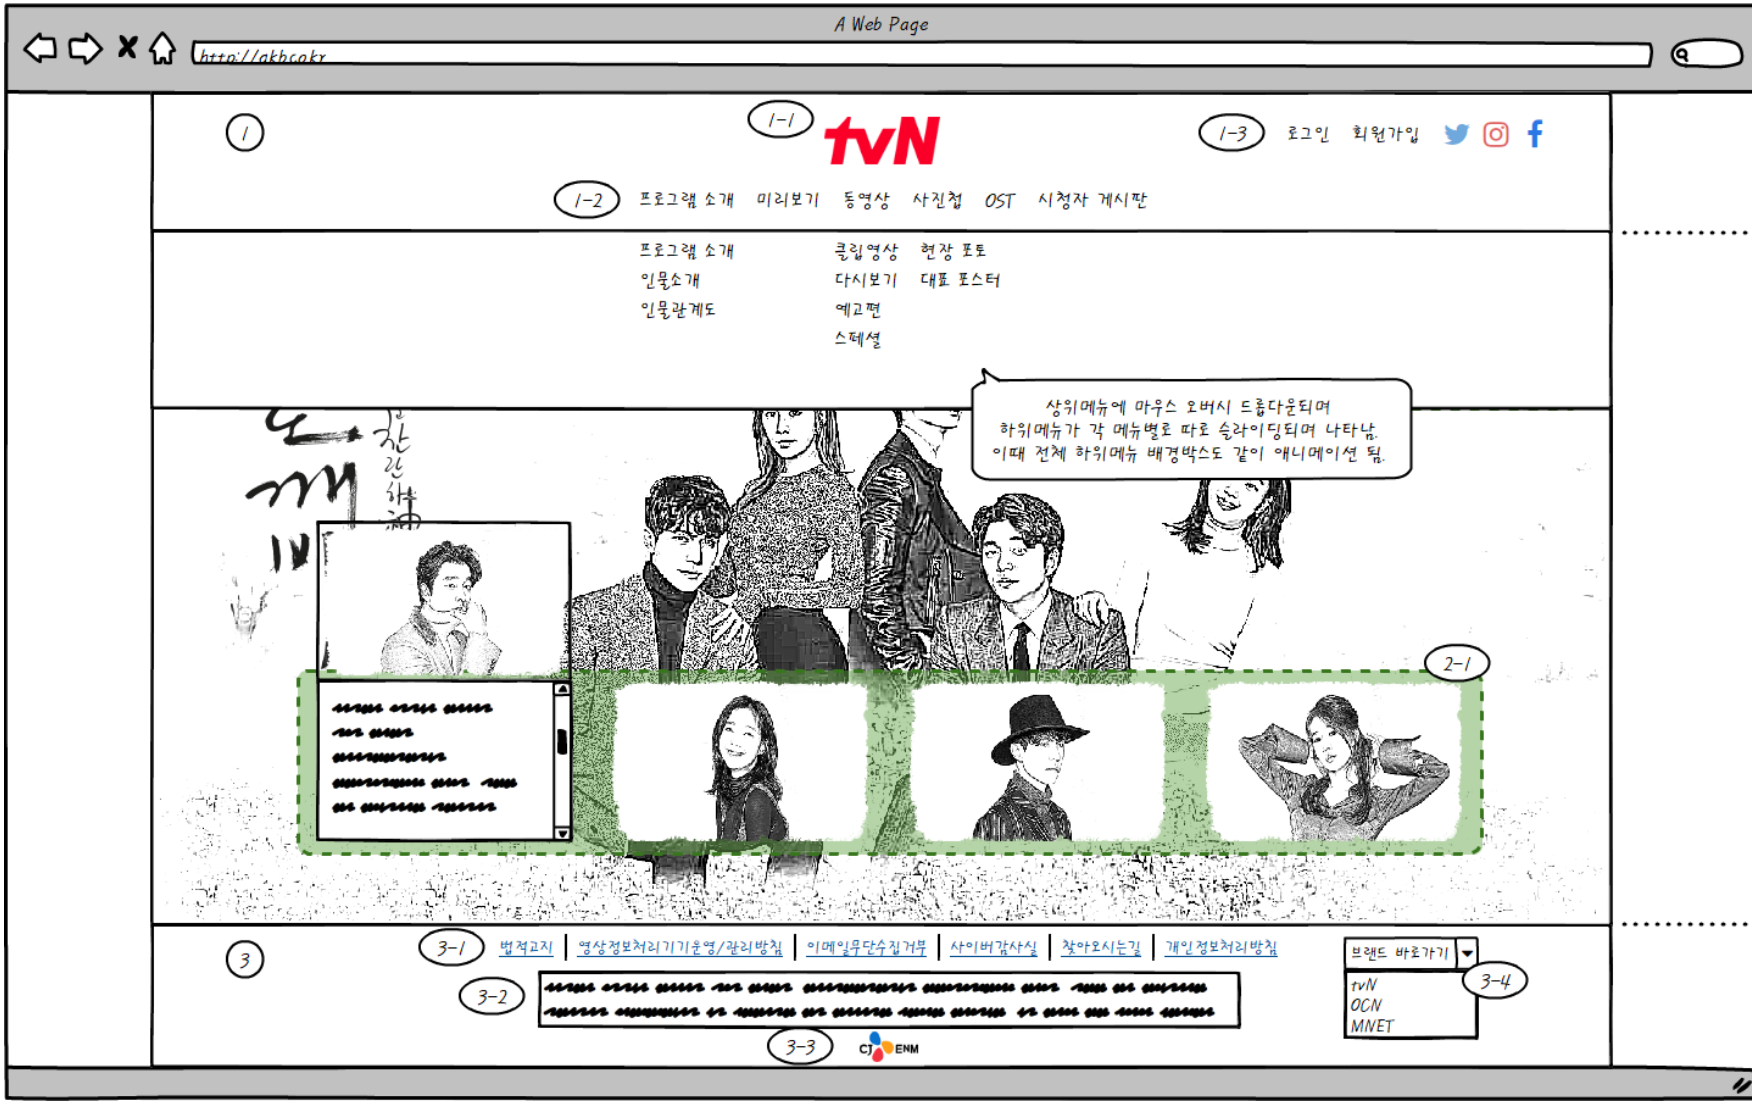 A Web Page
http://akbcokr
1
1-1
tvN
1-3
로그인 회원가입
1-2
프로그램 소개 미리보기 동영상 사진첩 OST 시청자 게시판
프로그램 소개 클립영상 현장 포토
인물소개 다시보기 대표 포스터
인물관계도 예고편
스페셜
상위메뉴에 마우스 오버시 드롭다운되며
하위메뉴가 각 메뉴별로 따로 슬라이딩되며 나타남.
이때 전체 하위메뉴 배경박스도 같이 애니메이션 됨.
도
깨
찬란하神
2-1
3
3-1
법적고지 영상정보처리기기운영/관리방침 이메일무단수집거부 사이버감사실 찾아오시는길 개인정보처리방침
브랜드 바로가기
3-2
3-4
tvN
OCN
MNET
3-3
CJ ENM